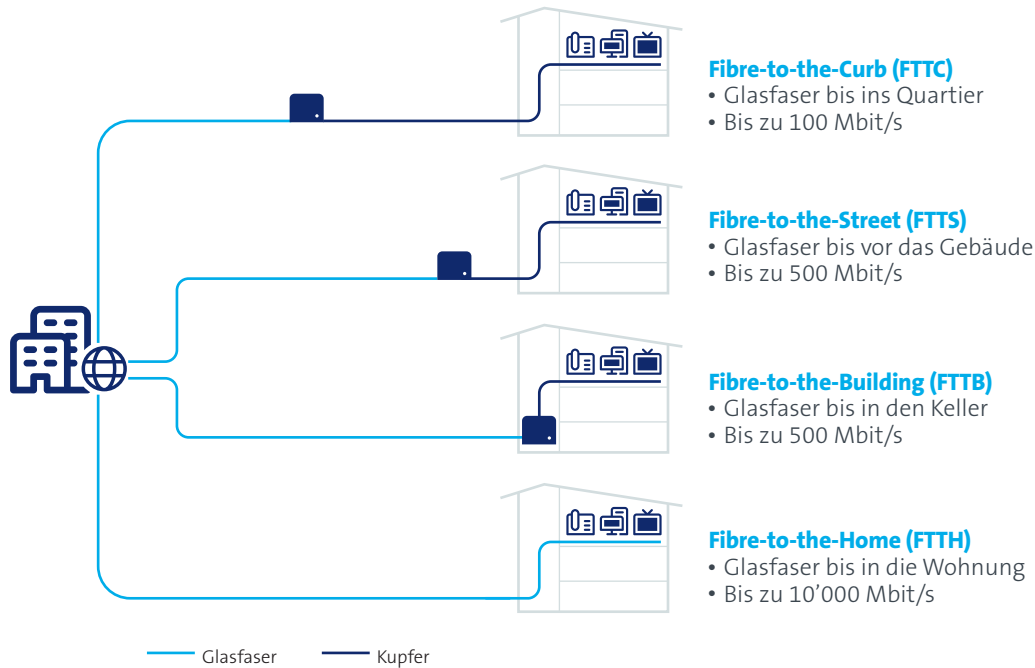 Fibre-to-the-Curb (FTTC)
• Glasfaser bis ins Quartier
• Bis zu 100 Mbit/s
Fibre-to-the-Street (FTTS)
• Glasfaser bis vor das Gebäude
• Bis zu 500 Mbit/s
Fibre-to-the-Building (FTTB)
• Glasfaser bis in den Keller
• Bis zu 500 Mbit/s
Fibre-to-the-Home (FTTH)
• Glasfaser bis in die Wohnung
• Bis zu 10’000 Mbit/s
Glasfaser
Kupfer